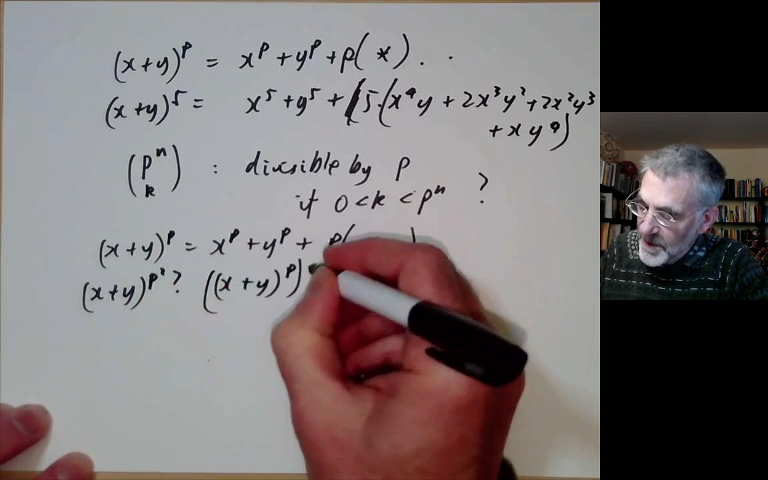 (x+y)^p = x^p + y^p + p(*). .
(x+y)^5 = x^5 + y^5 + (5.(x^4y + 2x^3y^2 + 2x^2y^3
+ xy^4)
(p^n k) : divisible by p
if 0<k<p^n ?
(x+y)^p = x^p + y^p + p( )
(x+y)^p^2? ((x+y)^p)